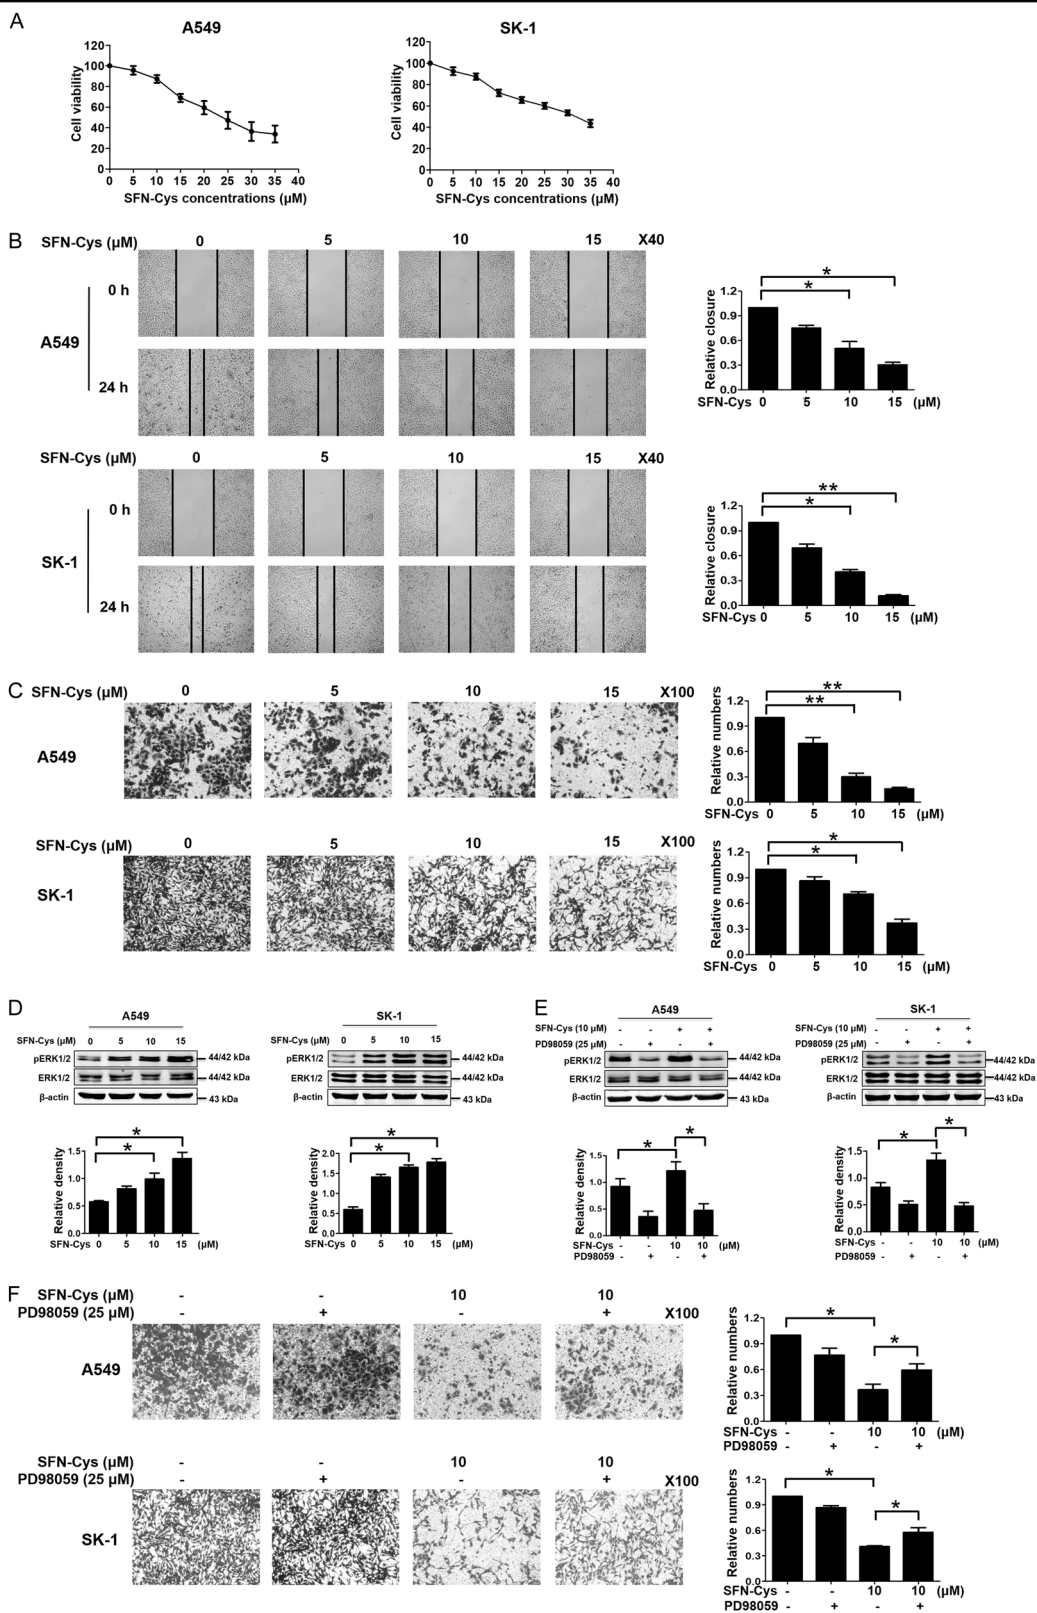 A
A549
Cell viability
120
100
80
60
40
20
0
0 5 10 15 20 25 30 35 40
SFN-Cys concentrations (µM)
SK-1
Cell viability
120
100
80
60
40
20
0
0 5 10 15 20 25 30 35 40
SFN-Cys concentrations (µM)
B
SFN-Cys (µM) 0 5 10 15 X40
0 h
A549
24 h
* 
*
Relative closure
1.2
0.9
0.6
0.3
0.0
SFN-Cys 0 5 10 15 (µM)
SFN-Cys (µM) 0 5 10 15 X40
0 h
SK-1
24 h
**
*
Relative closure
1.2
0.9
0.6
0.3
0.0
SFN-Cys 0 5 10 15 (µM)
C
SFN-Cys (µM) 0 5 10 15 X100
A549
**
**
Relative numbers
1.2
0.9
0.6
0.3
0.0
SFN-Cys 0 5 10 15 (µM)
SFN-Cys (µM) 0 5 10 15 X100
SK-1
*
*
Relative numbers
1.2
0.9
0.6
0.3
0.0
SFN-Cys 0 5 10 15 (µM)
D
A549
SFN-Cys (µM) 0 5 10 15
pERK1/2 44/42 kDa
ERK1/2 44/42 kDa
β-actin 43 kDa
*
*
Relative density
1.5
1.0
0.5
0.0
SFN-Cys 0 5 10 15 (µM)
SK-1
SFN-Cys (µM) 0 5 10 15
pERK1/2 44/42 kDa
ERK1/2 44/42 kDa
β-actin 43 kDa
*
*
Relative density
2.0
1.5
1.0
0.5
0.0
SFN-Cys 0 5 10 15 (µM)
E
A549
SFN-Cys (10 µM) - - + +
PD98059 (25 µM) - + - +
pERK1/2 44/42 kDa
ERK1/2 44/42 kDa
β-actin 43 kDa
* *
Relative density
1.5
1.0
0.5
0.0
SFN-Cys - - 10 10 (µM)
PD98059 - + - +
SK-1
SFN-Cys (10 µM) - - + +
PD98059 (25 µM) - + - +
pERK1/2 44/42 kDa
ERK1/2 44/42 kDa
β-actin 43 kDa
* *
Relative density
1.5
1.0
0.5
0.0
SFN-Cys - - 10 10 (µM)
PD98059 - + - +
F
SFN-Cys (µM) - - 10 10
PD98059 (25 µM) - + - + X100
A549
* *
Relative numbers
1.2
0.9
0.6
0.3
0.0
SFN-Cys - - 10 10 (µM)
PD98059 - + - +
SFN-Cys (µM) - - 10 10
PD98059 (25 µM) - + - + X100
SK-1
* *
Relative numbers
1.2
0.9
0.6
0.3
0.0
SFN-Cys - - 10 10 (µM)
PD98059 - + - +